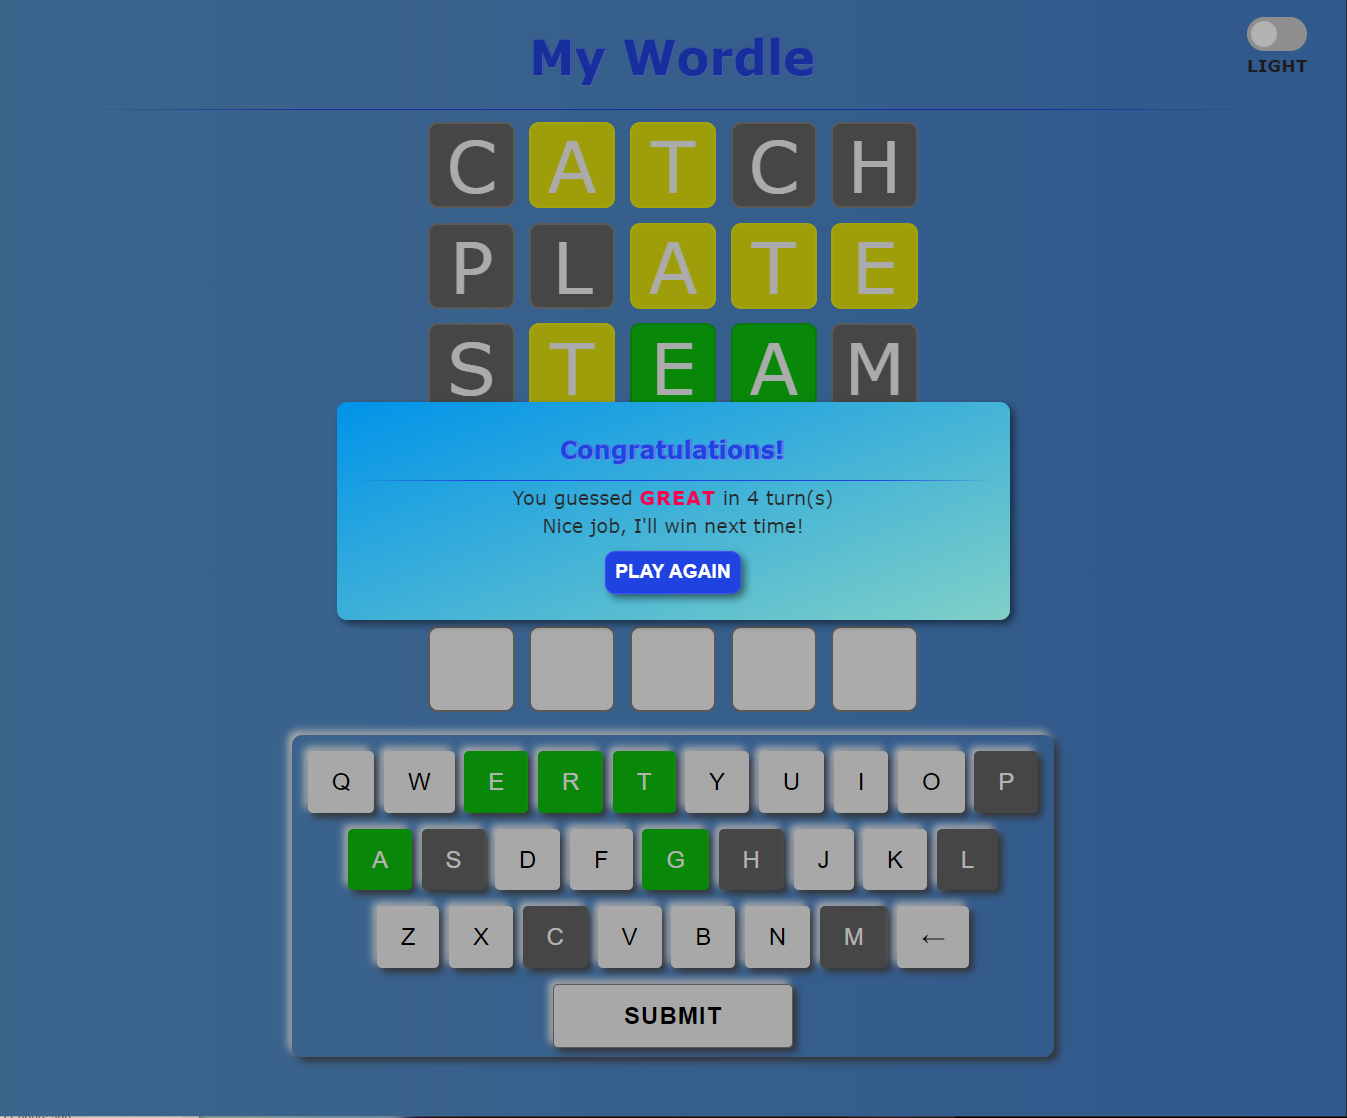 My Wordle
LIGHT
C A T C H
P L A T E
S T E A M
Congratulations!
You guessed GREAT in 4 turn(s)
Nice job, I'll win next time!
PLAY AGAIN
Q W E R T Y U I O P
A S D F G H J K L
Z X C V B N M ←
SUBMIT